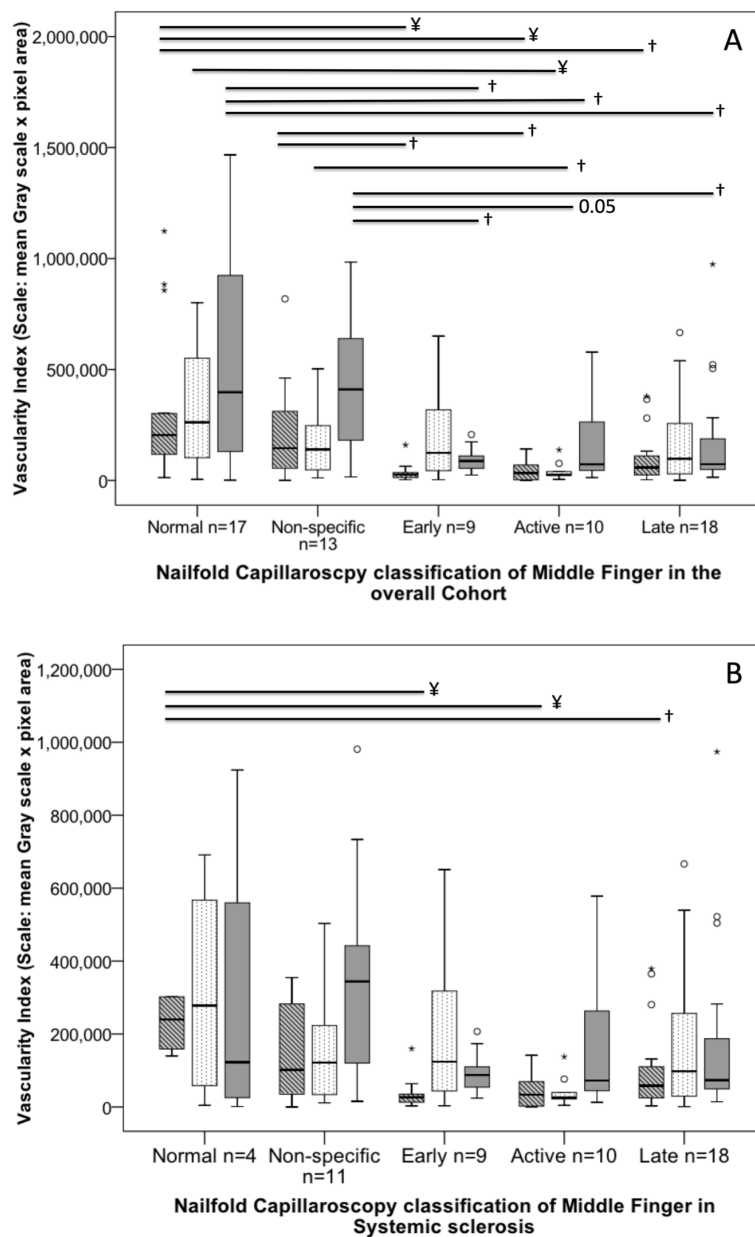 A
Vascularity Index (Scale: mean Gray scale x pixel area)
2,000,000
1,500,000
1,000,000
500,000
0
¥
¥
†
¥
†
†
†
†
†
†
†
0.05
†
Normal n=17
Non-specific
n=13
Early n=9
Active n=10
Late n=18
Nailfold Capillaroscpy classification of Middle Finger in the
overall Cohort
B
Vascularity Index (Scale: mean Gray scale x pixel area)
1,200,000
1,000,000
800,000
600,000
400,000
200,000
0
¥
¥
†
Normal n=4
Non-specific
n=11
Early n=9
Active n=10
Late n=18
Nailfold Capillaroscopy classification of Middle Finger in
Systemic sclerosis